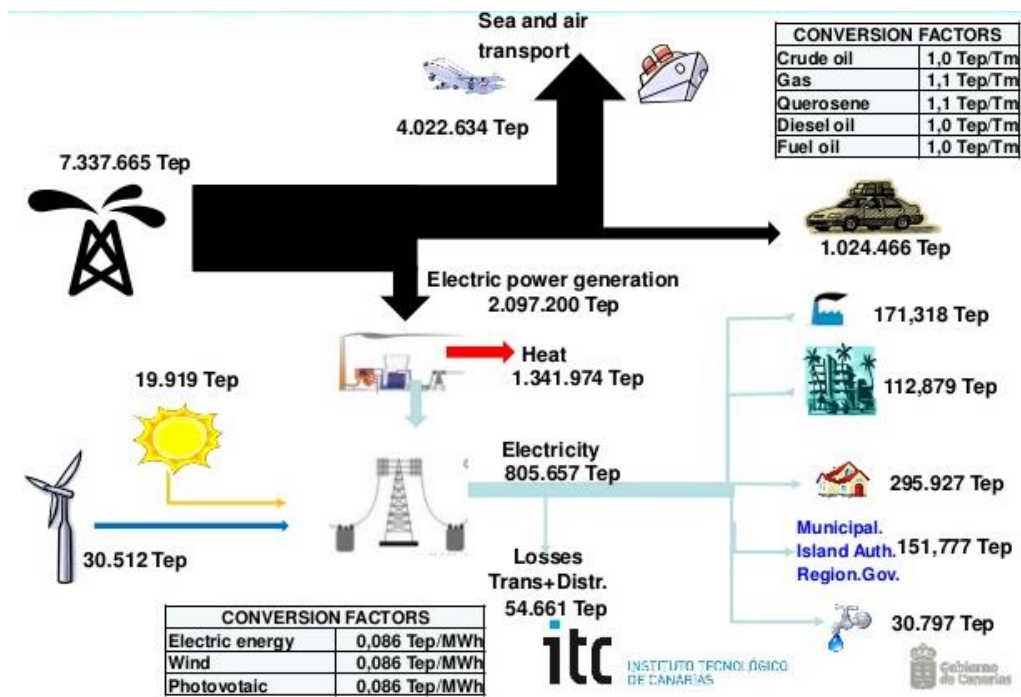 Sea and air
transport
4.022.634 Tep
7.337.665 Tep
CONVERSION FACTORS
Crude oil 1,0 Tep/Tm
Gas 1,1 Tep/Tm
Querosene 1,1 Tep/Tm
Diesel oil 1,0 Tep/Tm
Fuel oil 1,0 Tep/Tm
1.024.466 Tep
Electric power generation
2.097.200 Tep
Heat
1.341.974 Tep
171,318 Tep
112,879 Tep
19.919 Tep
Electricity
805.657 Tep
295.927 Tep
30.512 Tep
Municipal.
Island Auth.
Region.Gov.
151,777 Tep
Losses
Trans+Distr.
54.661 Tep
30.797 Tep
CONVERSION FACTORS
Electric energy 0,086 Tep/MWh
Wind 0,086 Tep/MWh
Photovotaic 0,086 Tep/MWh
itc
INSTITUTO TECNOLÓGICO
DE CANARIAS
Gobierno
de Canarias